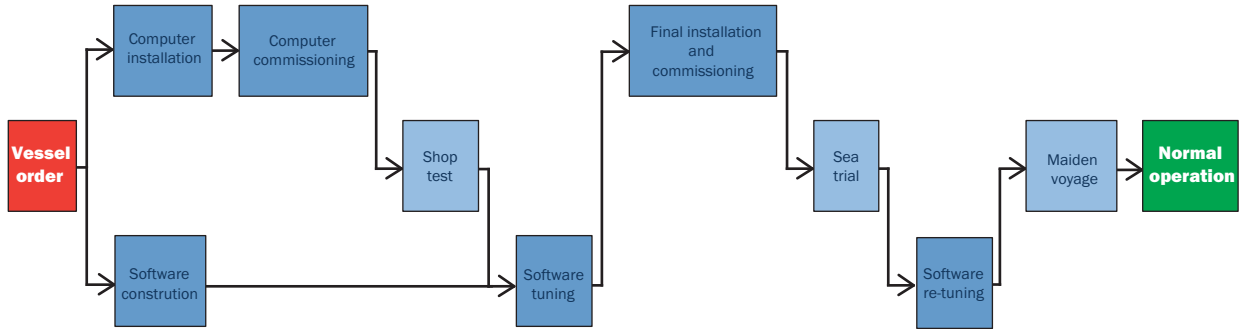 Vessel
order
Computer
installation
Computer
commissioning
Shop
test
Software
constrution
Software
tuning
Final installation
and
commissioning
Sea
trial
Software
re-tuning
Maiden
voyage
Normal
operation